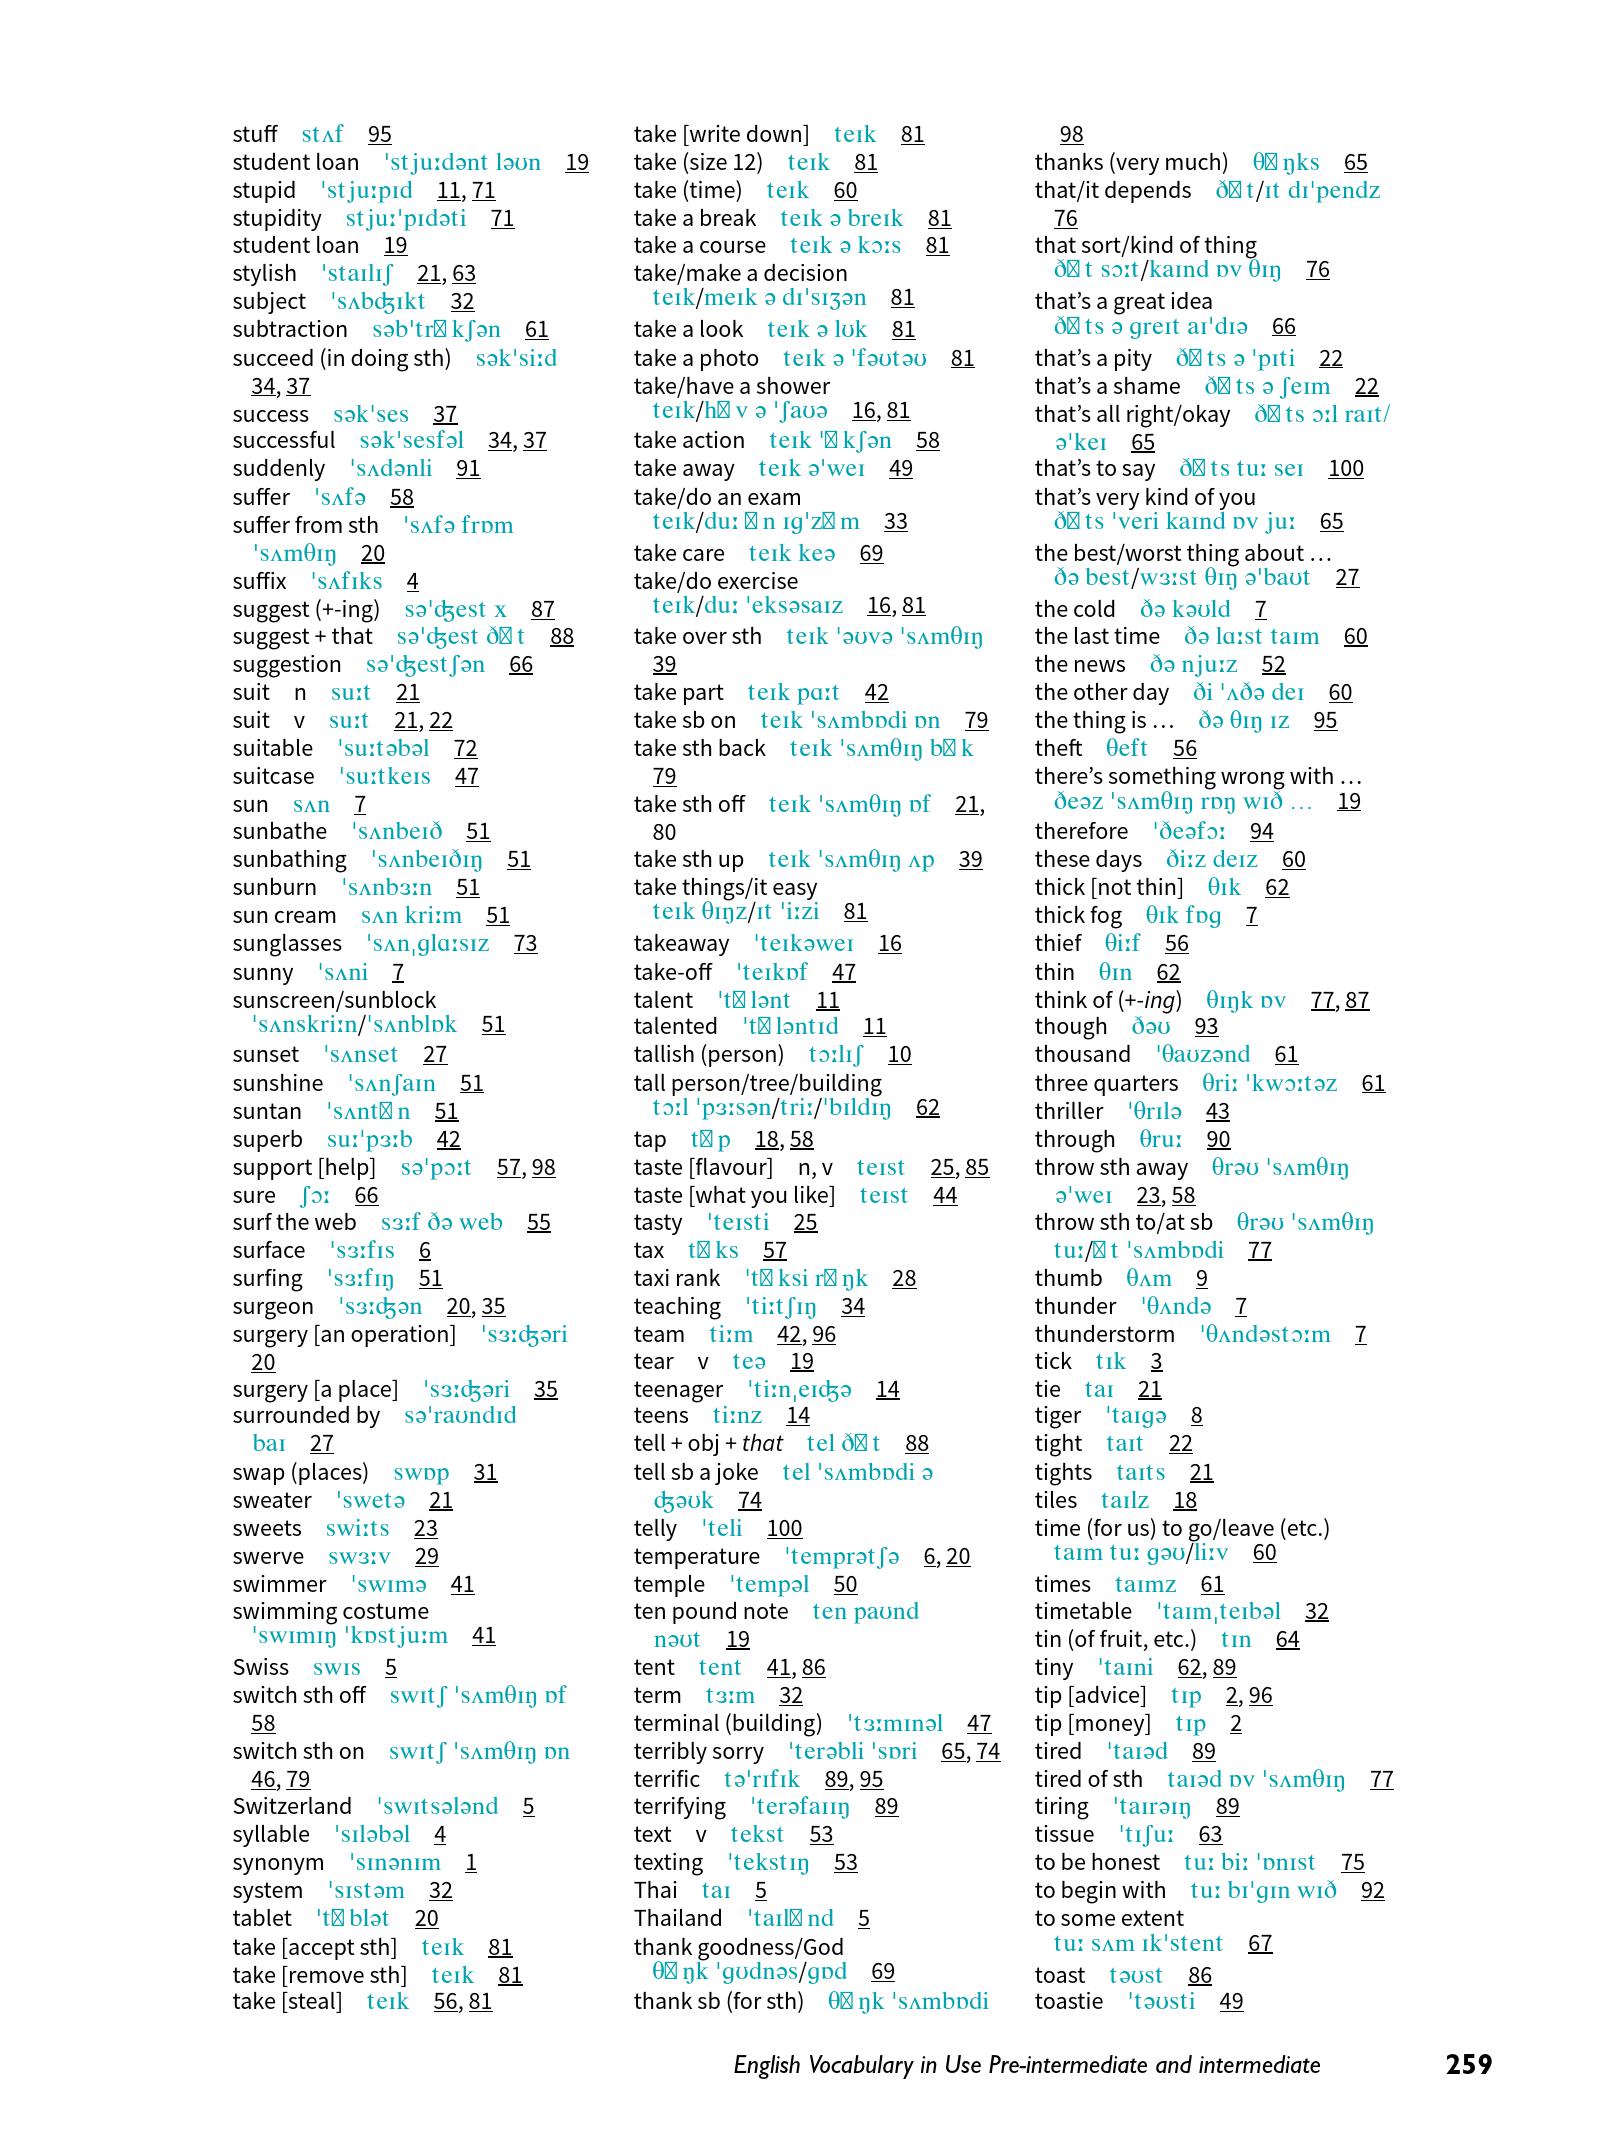 stuff stʌf 95
student loan ˈstjuːdənt ləʊn 19
stupid ˈstjuːpɪd 11, 71
stupidity stjuːˈpɪdəti 71
student loan 19
stylish ˈstaɪlɪʃ 21, 63
subject ˈsʌbʤɪkt 32
subtraction səbˈtr�kʃən 61
succeed (in doing sth) səkˈsiːd
34, 37
success səkˈses 37
successful səkˈsesfəl 34, 37
suddenly ˈsʌdənli 91
suffer ˈsʌfə 58
suffer from sth ˈsʌfə frɒm
ˈsʌmθɪŋ 20
suffix ˈsʌfɪks 4
suggest (+-ing) səˈʤest x 87
suggest + that səˈʤest ð�t 88
suggestion səˈʤestʃən 66
suit n suːt 21
suit v suːt 21, 22
suitable ˈsuːtəbəl 72
suitcase ˈsuːtkeɪs 47
sun sʌn 7
sunbathe ˈsʌnbeɪð 51
sunbathing ˈsʌnbeɪðɪŋ 51
sunburn ˈsʌnbɜːn 51
sun cream sʌn kriːm 51
sunglasses ˈsʌnˌɡlɑːsɪz 73
sunny ˈsʌni 7
sunscreen/sunblock
ˈsʌnskriːn/ˈsʌnblɒk 51
sunset ˈsʌnset 27
sunshine ˈsʌnʃaɪn 51
suntan ˈsʌnt�n 51
superb suːˈpɜːb 42
support [help] səˈpɔːt 57, 98
sure ʃɔː 66
surf the web sɜːf ðə web 55
surface ˈsɜːfɪs 6
surfing ˈsɜːfɪŋ 51
surgeon ˈsɜːʤən 20, 35
surgery [an operation] ˈsɜːʤəri
20
surgery [a place] ˈsɜːʤəri 35
surrounded by səˈraʊndɪd
baɪ 27
swap (places) swɒp 31
sweater ˈswetə 21
sweets swiːts 23
swerve swɜːv 29
swimmer ˈswɪmə 41
swimming costume
ˈswɪmɪŋ ˈkɒstjuːm 41
Swiss swɪs 5
switch sth off swɪtʃ ˈsʌmθɪŋ ɒf
58
switch sth on swɪtʃ ˈsʌmθɪŋ ɒn
46, 79
Switzerland ˈswɪtsələnd 5
syllable ˈsɪləbəl 4
synonym ˈsɪnənɪm 1
system ˈsɪstəm 32
tablet ˈt�blət 20
take [accept sth] teɪk 81
take [remove sth] teɪk 81
take [steal] teɪk 56, 81
take [write down] teɪk 81
take (size 12) teɪk 81
take (time) teɪk 60
take a break teɪk ə breɪk 81
take a course teɪk ə kɔːs 81
take/make a decision
teɪk/meɪk ə dɪˈsɪʒən 81
take a look teɪk ə lʊk 81
take a photo teɪk ə ˈfəʊtəʊ 81
take/have a shower
teɪk/h�v ə ˈʃaʊə 16, 81
take action teɪk ˈ�kʃən 58
take away teɪk əˈweɪ 49
take/do an exam
teɪk/duː �n ɪɡˈz�m 33
take care teɪk keə 69
take/do exercise
teɪk/duː ˈeksəsaɪz 16, 81
take over sth teɪk ˈəʊvə ˈsʌmθɪŋ
39
take part teɪk pɑːt 42
take sb on teɪk ˈsʌmbɒdi ɒn 79
take sth back teɪk ˈsʌmθɪŋ b�k
79
take sth off teɪk ˈsʌmθɪŋ ɒf 21,
80
take sth up teɪk ˈsʌmθɪŋ ʌp 39
take things/it easy
teɪk θɪŋz/ɪt ˈiːzi 81
takeaway ˈteɪkəweɪ 16
take-off ˈteɪkɒf 47
talent ˈt�lənt 11
talented ˈt�ləntɪd 11
tallish (person) tɔːlɪʃ 10
tall person/tree/building
tɔːl ˈpɜːsən/triː/ˈbɪldɪŋ 62
tap t�p 18, 58
taste [flavour] n, v teɪst 25, 85
taste [what you like] teɪst 44
tasty ˈteɪsti 25
tax t�ks 57
taxi rank ˈt�ksi r�ŋk 28
teaching ˈtiːtʃɪŋ 34
team tiːm 42, 96
tear v teə 19
teenager ˈtiːnˌeɪʤə 14
teens tiːnz 14
tell + obj + that tel ð�t 88
tell sb a joke tel ˈsʌmbɒdi ə
ʤəʊk 74
telly ˈteli 100
temperature ˈtemprətʃə 6, 20
temple ˈtempəl 50
ten pound note ten paʊnd
nəʊt 19
tent tent 41, 86
term tɜːm 32
terminal (building) ˈtɜːmɪnəl 47
terribly sorry ˈterəbli ˈsɒri 65, 74
terrific təˈrɪfɪk 89, 95
terrifying ˈterəfaɪɪŋ 89
text v tekst 53
texting ˈtekstɪŋ 53
Thai taɪ 5
Thailand ˈtaɪl�nd 5
thank goodness/God
θ�ŋk ˈɡʊdnəs/ɡɒd 69
thank sb (for sth) θ�ŋk ˈsʌmbɒdi
98
thanks (very much) θ�ŋks 65
that/it depends ð�t/ɪt dɪˈpendz
76
that sort/kind of thing
ð�t sɔːt/kaɪnd ɒv θɪŋ 76
that’s a great idea
ð�ts ə ɡreɪt aɪˈdɪə 66
that’s a pity ð�ts ə ˈpɪti 22
that’s a shame ð�ts ə ʃeɪm 22
that’s all right/okay ð�ts ɔːl raɪt/
əˈkeɪ 65
that’s to say ð�ts tuː seɪ 100
that’s very kind of you
ð�ts ˈveri kaɪnd ɒv juː 65
the best/worst thing about …
ðə best/wɜːst θɪŋ əˈbaʊt 27
the cold ðə kəʊld 7
the last time ðə lɑːst taɪm 60
the news ðə njuːz 52
the other day ði ˈʌðə deɪ 60
the thing is … ðə θɪŋ ɪz 95
theft θeft 56
there’s something wrong with …
ðeəz ˈsʌmθɪŋ rɒŋ wɪð … 19
therefore ˈðeəfɔː 94
these days ðiːz deɪz 60
thick [not thin] θɪk 62
thick fog θɪk fɒɡ 7
thief θiːf 56
thin θɪn 62
think of (+-ing) θɪŋk ɒv 77, 87
though ðəʊ 93
thousand ˈθaʊzənd 61
three quarters θriː ˈkwɔːtəz 61
thriller ˈθrɪlə 43
through θruː 90
throw sth away θrəʊ ˈsʌmθɪŋ
əˈweɪ 23, 58
throw sth to/at sb θrəʊ ˈsʌmθɪŋ
tuː/�t ˈsʌmbɒdi 77
thumb θʌm 9
thunder ˈθʌndə 7
thunderstorm ˈθʌndəstɔːm 7
tick tɪk 3
tie taɪ 21
tiger ˈtaɪɡə 8
tight taɪt 22
tights taɪts 21
tiles taɪlz 18
time (for us) to go/leave (etc.)
taɪm tuː ɡəʊ/liːv 60
times taɪmz 61
timetable ˈtaɪmˌteɪbəl 32
tin (of fruit, etc.) tɪn 64
tiny ˈtaɪni 62, 89
tip [advice] tɪp 2, 96
tip [money] tɪp 2
tired ˈtaɪəd 89
tired of sth taɪəd ɒv ˈsʌmθɪŋ 77
tiring ˈtaɪrəɪŋ 89
tissue ˈtɪʃuː 63
to be honest tuː biː ˈɒnɪst 75
to begin with tuː bɪˈɡɪn wɪð 92
to some extent
tuː sʌm ɪkˈstent 67
toast təʊst 86
toastie ˈtəʊsti 49
English Vocabulary in Use Pre-intermediate and intermediate 259